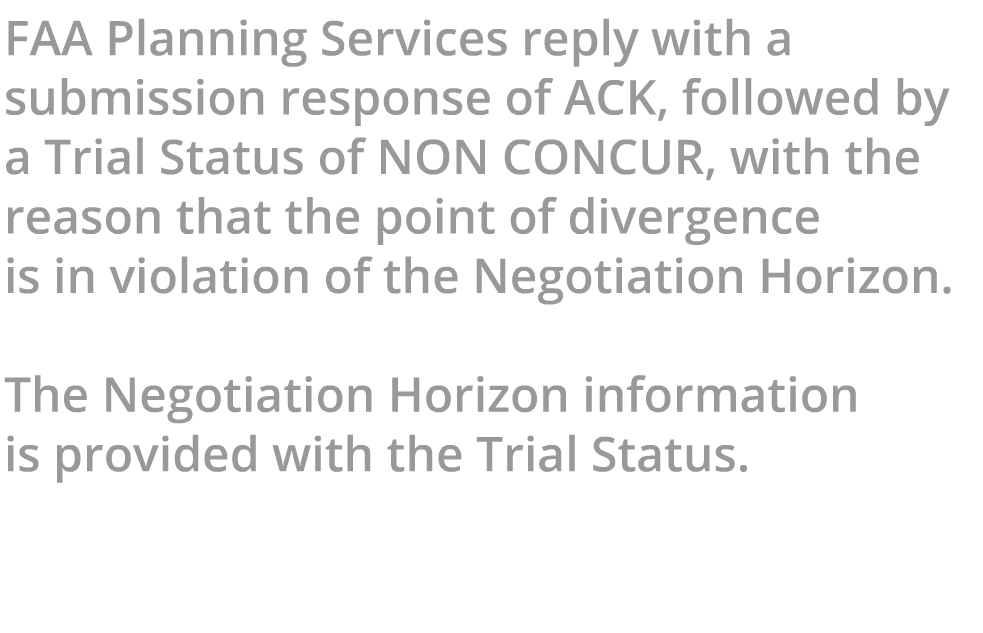 FAA Planning Services reply with a
submission response of ACK, followed by
a Trial Status of NON CONCUR, with the
reason that the point of divergence
is in violation of the Negotiation Horizon.
The Negotiation Horizon information
is provided with the Trial Status.